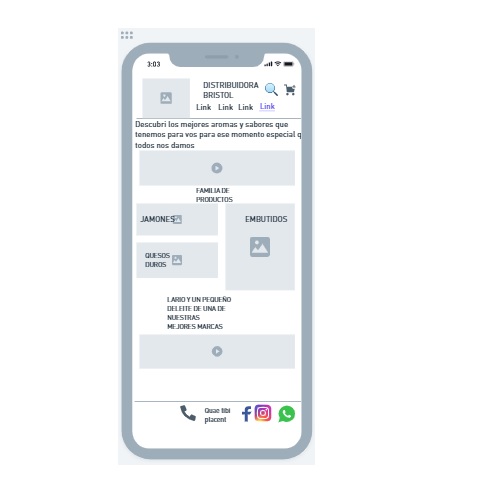 3:03
DISTRIBUIDORA
BRISTOL
Link Link Link Link
Descubrí los mejores aromas y sabores que
tenemos para vos para ese momento especial q
todos nos damos
FAMILIA DE
PRODUCTOS
JAMONES
EMBUTIDOS
QUESOS
DUROS
LARIO Y UN PEQUEÑO
DELEITE DE UNA DE
NUESTRAS
MEJORES MARCAS
Quae tibi
placent